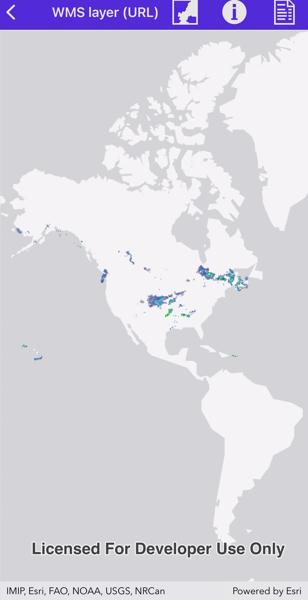 WMS layer (URL)
Licensed For Developer Use Only
IMIP, Esri, FAO, NOAA, USGS, NRCan
Powered by Esri